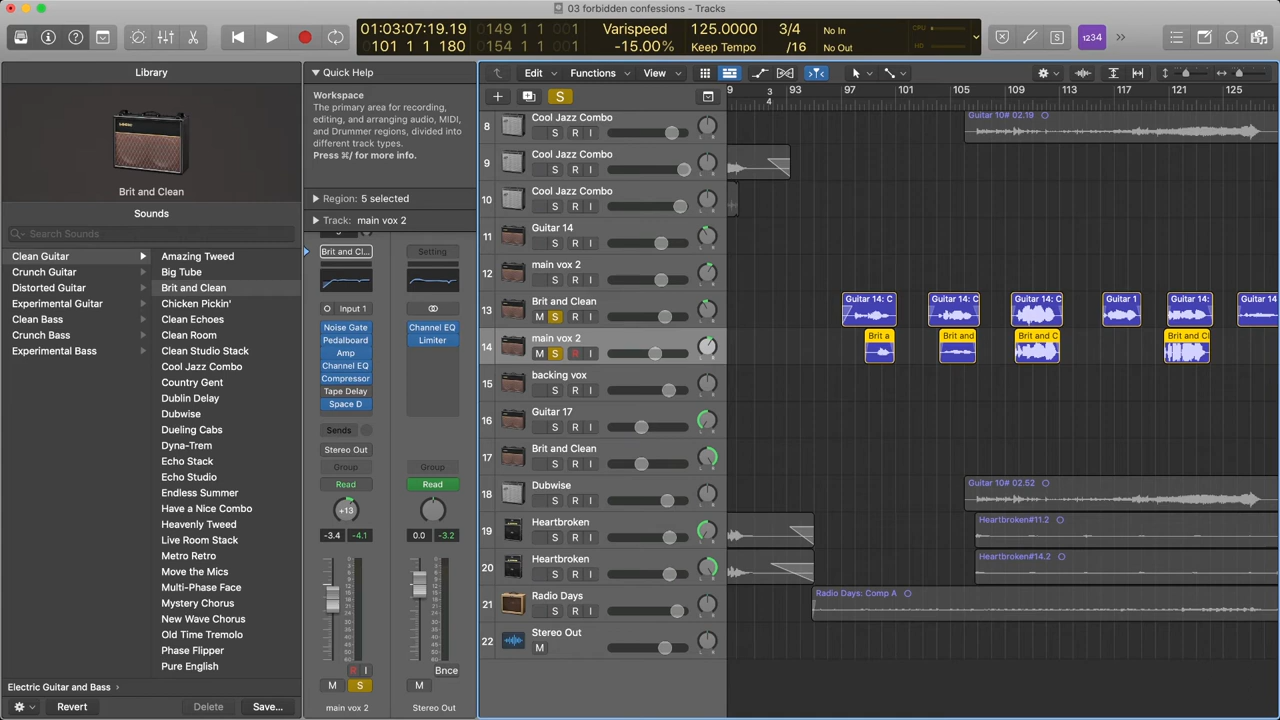 03 forbidden confessions - Tracks
01:03:07:19.19
101 1 1 180
0149 1 1 001
0154 1 1 001
Varispeed
-15.00%
125.0000
Keep Tempo
3/4
/16
No In
No Out
CPU
HD
1234
Library
Brit and Clean
Sounds
Search Sounds
Clean Guitar
Crunch Guitar
Distorted Guitar
Experimental Guitar
Clean Bass
Crunch Bass
Experimental Bass
Amazing Tweed
Big Tube
Brit and Clean
Chicken Pickin'
Clean Echoes
Clean Room
Clean Studio Stack
Cool Jazz Combo
Country Gent
Dublin Delay
Dubwise
Dueling Cabs
Dyna-Trem
Echo Stack
Echo Studio
Endless Summer
Have a Nice Combo
Heavenly Tweed
Live Room Stack
Metro Retro
Move the Mics
Multi-Phase Face
Mystery Chorus
New Wave Chorus
Old Time Tremolo
Phase Flipper
Pure English
Electric Guitar and Bass
Revert
Delete
Save...
Quick Help
Workspace
The primary area for recording,
editing, and arranging audio, MIDI,
and Drummer regions, divided into
different track types.
Press ⌘/ for more info.
Region: 5 selected
Track: main vox 2
Brit and Cl...
Setting
Input 1
Noise Gate
Pedalboard
Amp
Channel EQ
Compressor
Tape Delay
Space D
Channel EQ
Limiter
Sends
Stereo Out
Group
Group
Read
Read
+13
-3.4
-4.1
0.0
-3.2
R I
Bnce
M S
M
main vox 2
Stereo Out
Edit
Functions
View
S
9
3
4
93
97
101
105
109
113
117
121
125
8
Cool Jazz Combo
S R I
9
Cool Jazz Combo
S R I
10
Cool Jazz Combo
S R I
11
Guitar 14
S R I
12
main vox 2
S R I
13
Brit and Clean
M S R I
14
main vox 2
M S R I
15
backing vox
S R I
16
Guitar 17
S R I
17
Brit and Clean
S R I
18
Dubwise
S R I
19
Heartbroken
S R I
20
Heartbroken
S R I
21
Radio Days
S R I
22
Stereo Out
M
Guitar 10# 02.19
Guitar 14: C
Guitar 14: C
Guitar 14: C
Guitar 1
Guitar 14:
Guitar 14
Brit a
Brit and
Brit and C
Brit and Cl
Guitar 10# 02.52
Heartbroken#11.2
Heartbroken#14.2
Radio Days: Comp A